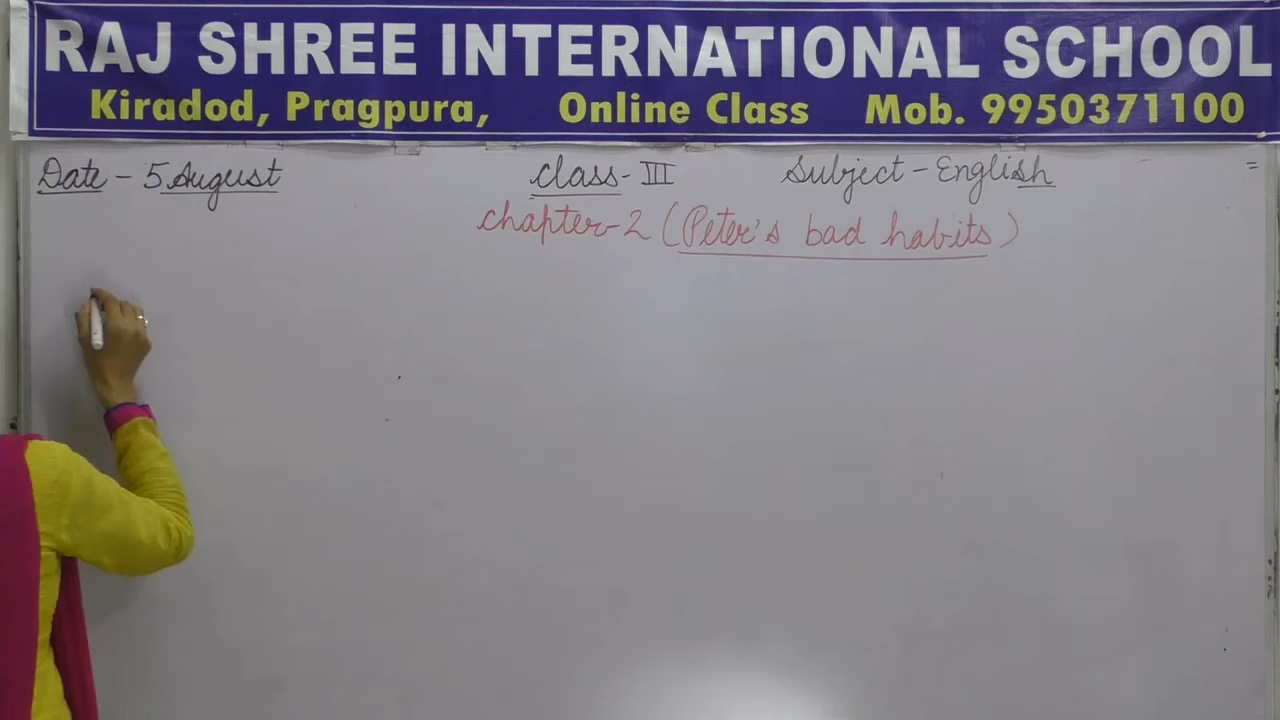 RAJ SHREE INTERNATIONAL SCHOOL
Kiradod, Pragpura, Online Class Mob. 9950371100
Date - 5 August class - III Subject - English =
chapter-2 (Peter's bad habits)